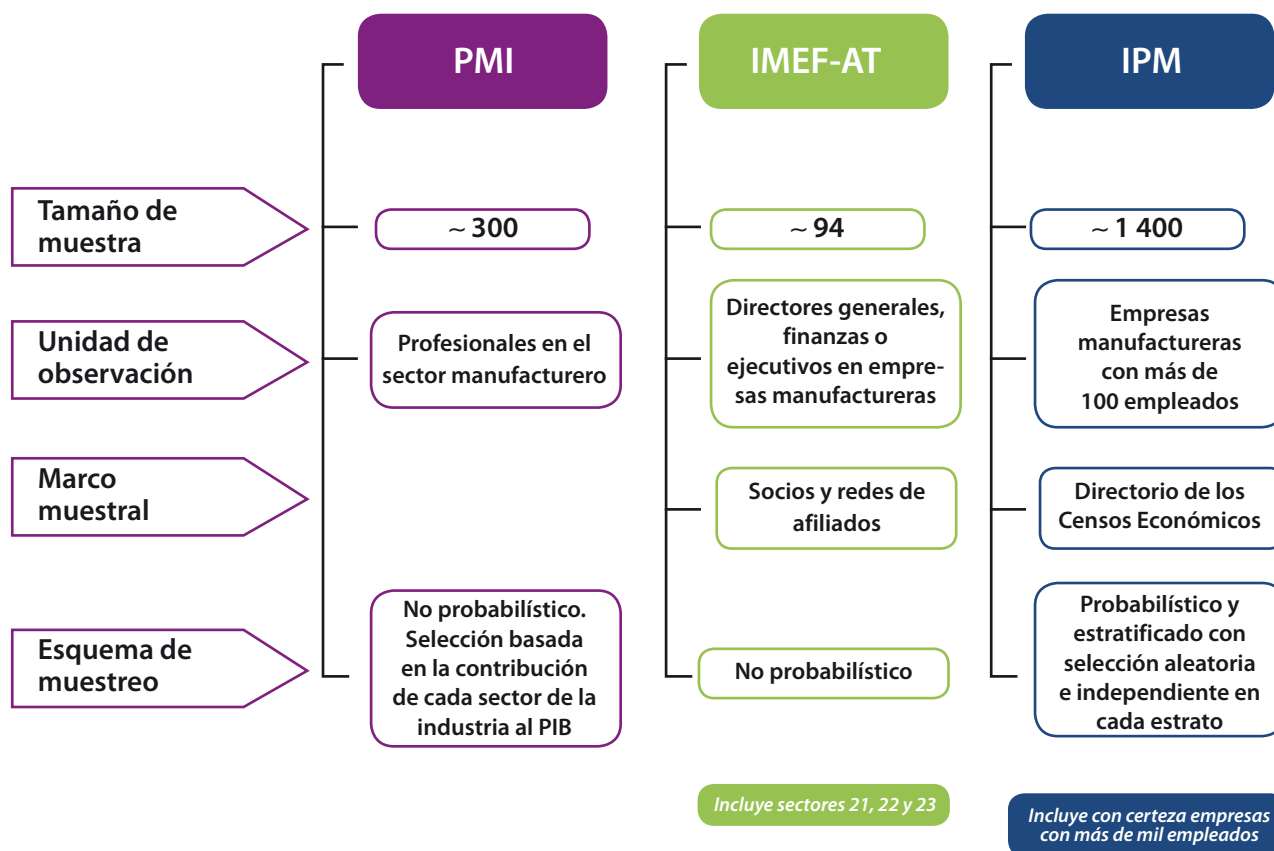 PMI
IMEF-AT
IPM
Tamaño de
muestra
~ 300
~ 94
~ 1 400
Unidad de
observación
Profesionales en el
sector manufacturero
Directores generales,
finanzas o
ejecutivos en empre-
sas manufactureras
Empresas
manufactureras
con más de
100 empleados
Marco
muestral
Socios y redes de
afiliados
Directorio de los
Censos Económicos
Esquema de
muestreo
No probabilístico.
Selección basada
en la contribución
de cada sector de la
industria al PIB
No probabilístico
Probabilístico y
estratificado con
selección aleatoria
e independiente en
cada estrato
Incluye sectores 21, 22 y 23
Incluye con certeza empresas
con más de mil empleados